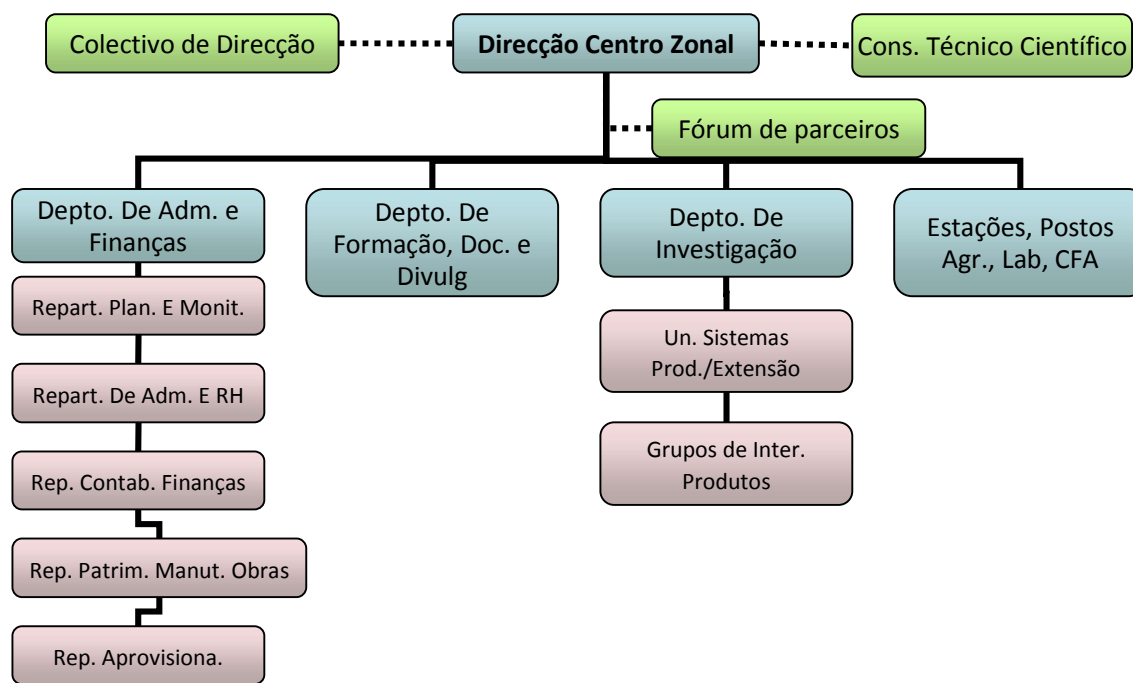 Colectivo de Direcção
Direcção Centro Zonal
Cons. Técnico Científico
Fórum de parceiros
Depto. De Adm. e
Finanças
Depto. De
Formação, Doc. e
Divulg
Depto. De
Investigação
Estações, Postos
Agr., Lab, CFA
Repart. Plan. E Monit.
Repart. De Adm. E RH
Rep. Contab. Finanças
Rep. Patrim. Manut. Obras
Rep. Aprovisiona.
Un. Sistemas
Prod./Extensão
Grupos de Inter.
Produtos